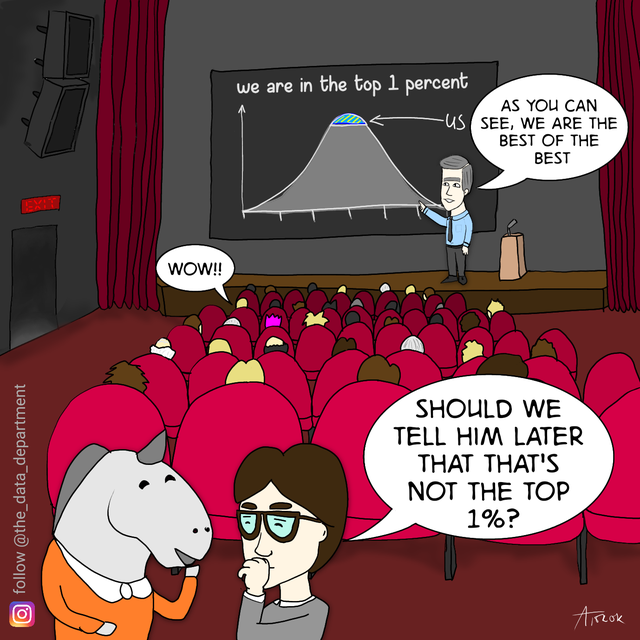 we are in the top 1 percent
us
AS YOU CAN
SEE, WE ARE THE
BEST OF THE
BEST
EXIT
WOW!!
SHOULD WE
TELL HIM LATER
THAT THAT'S
NOT THE TOP
1%?
follow @the_data_department